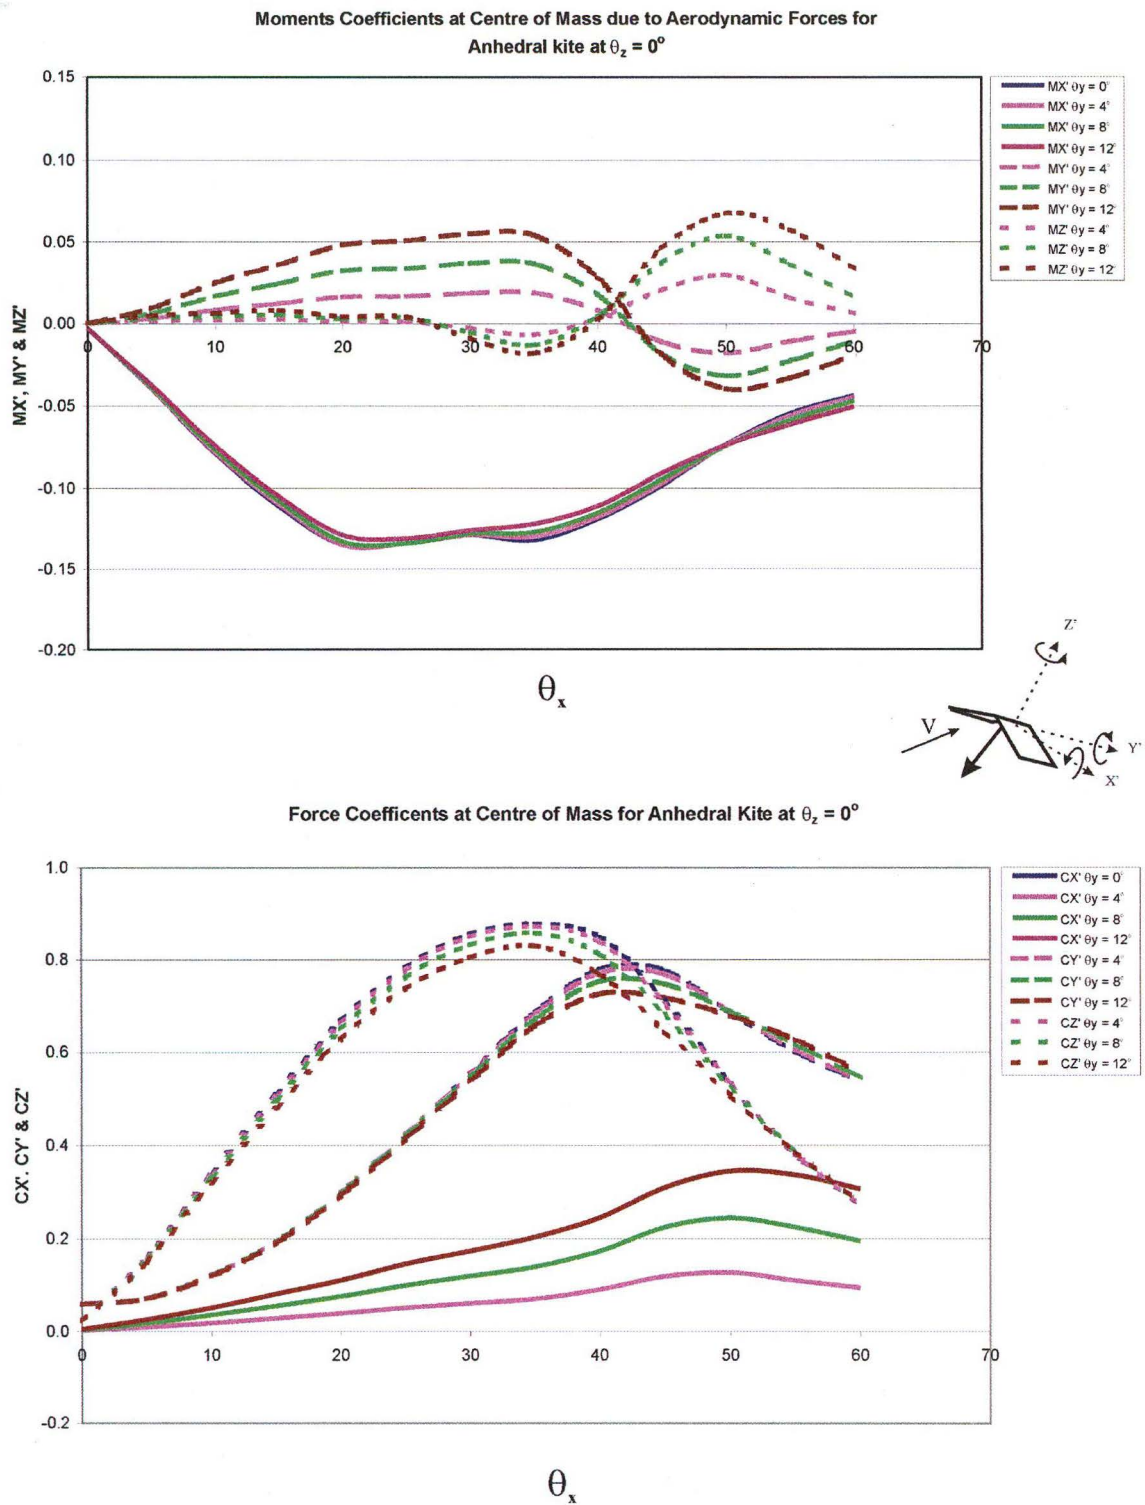 Moments Coefficients at Centre of Mass due to Aerodynamic Forces for
Anhedral kite at θz = 0°
0.15
0.10
0.05
0.00
-0.05
-0.10
-0.15
-0.20
MX', MY' & MZ'
0 10 20 30 40 50 60 70
θx
MX' θy = 0°
MX' θy = 4°
MX' θy = 8°
MX' θy = 12°
MY' θy = 4°
MY' θy = 8°
MY' θy = 12°
MZ' θy = 4°
MZ' θy = 8°
MZ' θy = 12°
Z'
V
Y'
X'
Force Coefficents at Centre of Mass for Anhedral Kite at θz = 0°
1.0
0.8
0.6
0.4
0.2
0.0
-0.2
CX'. CY' & CZ'
0 10 20 30 40 50 60 70
θx
CX' θy = 0°
CX' θy = 4°
CX' θy = 8°
CX' θy = 12°
CY' θy = 4°
CY' θy = 8°
CY' θy = 12°
CZ' θy = 4°
CZ' θy = 8°
CZ' θy = 12°